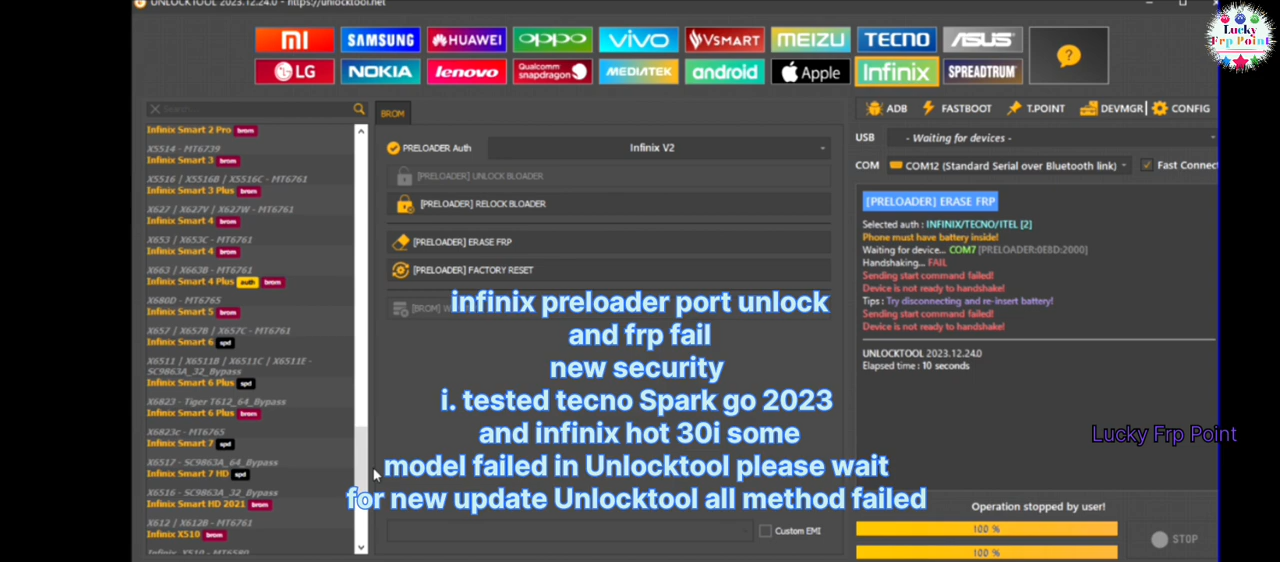 UNLOCKTOOL 2023.12.24.0 - https://unlocktool.net
mi SAMSUNG HUAWEI oppo vivo VSMART MEIZU TECNO ASUS
LG NOKIA lenovo Qualcomm snapdragon MEDIATEK android Apple Infinix SPREADTRUM ?
Lucky
Frp Point
Search...
Infinix Smart 2 Pro brom
X5514 - MT6739
Infinix Smart 3 brom
X5516 / X5516B / X5516C - MT6761
Infinix Smart 3 Plus brom
X627 / X627V / X627W - MT6761
Infinix Smart 4 brom
X653 / X653C - MT6761
Infinix Smart 4 brom
X663 / X663B - MT6761
Infinix Smart 4 Plus auth brom
X680D - MT6765
Infinix Smart 5 brom
X657 / X657B / X657C - MT6761
Infinix Smart 6 spd
X6511 / X6511B / X6511C / X6511E -
SC9863A_32_Bypass
Infinix Smart 6 Plus spd
X6823 - Tiger T612_64_Bypass
Infinix Smart 6 Plus brom
X6823c - MT6765
Infinix Smart 7 spd
X6517 - SC9863A_64_Bypass
Infinix Smart 7 HD spd
X6516 - SC9863A_32_Bypass
Infinix Smart HD 2021 brom
X612 / X612B - MT6761
Infinix X510 brom
Infinix X510 - MT6580
BROM
PRELOADER Auth Infinix V2
[PRELOADER] UNLOCK BLOADER
[PRELOADER] RELOCK BLOADER
[PRELOADER] ERASE FRP
[PRELOADER] FACTORY RESET
[BROM] W
infinix preloader port unlock
and frp fail
new security
i. tested tecno Spark go 2023
and infinix hot 30i some
model failed in Unlocktool please wait
for new update Unlocktool all method failed
Custom EMI
ADB FASTBOOT T.POINT DEVMGR CONFIG
USB - Waiting for devices -
COM COM12 (Standard Serial over Bluetooth link) Fast Connect
[PRELOADER] ERASE FRP
Selected auth : INFINIX/TECNO/ITEL [2]
Phone must have battery inside!
Waiting for device... COM7 [PRELOADER:0E8D:2000]
Handshaking... FAIL
Sending start command failed!
Device is not ready to handshake!
Tips : Try disconnecting and re-insert battery!
Sending start command failed!
Device is not ready to handshake!
UNLOCKTOOL 2023.12.24.0
Elapsed time : 10 seconds
Lucky Frp Point
Operation stopped by user!
100 %
100 %
STOP